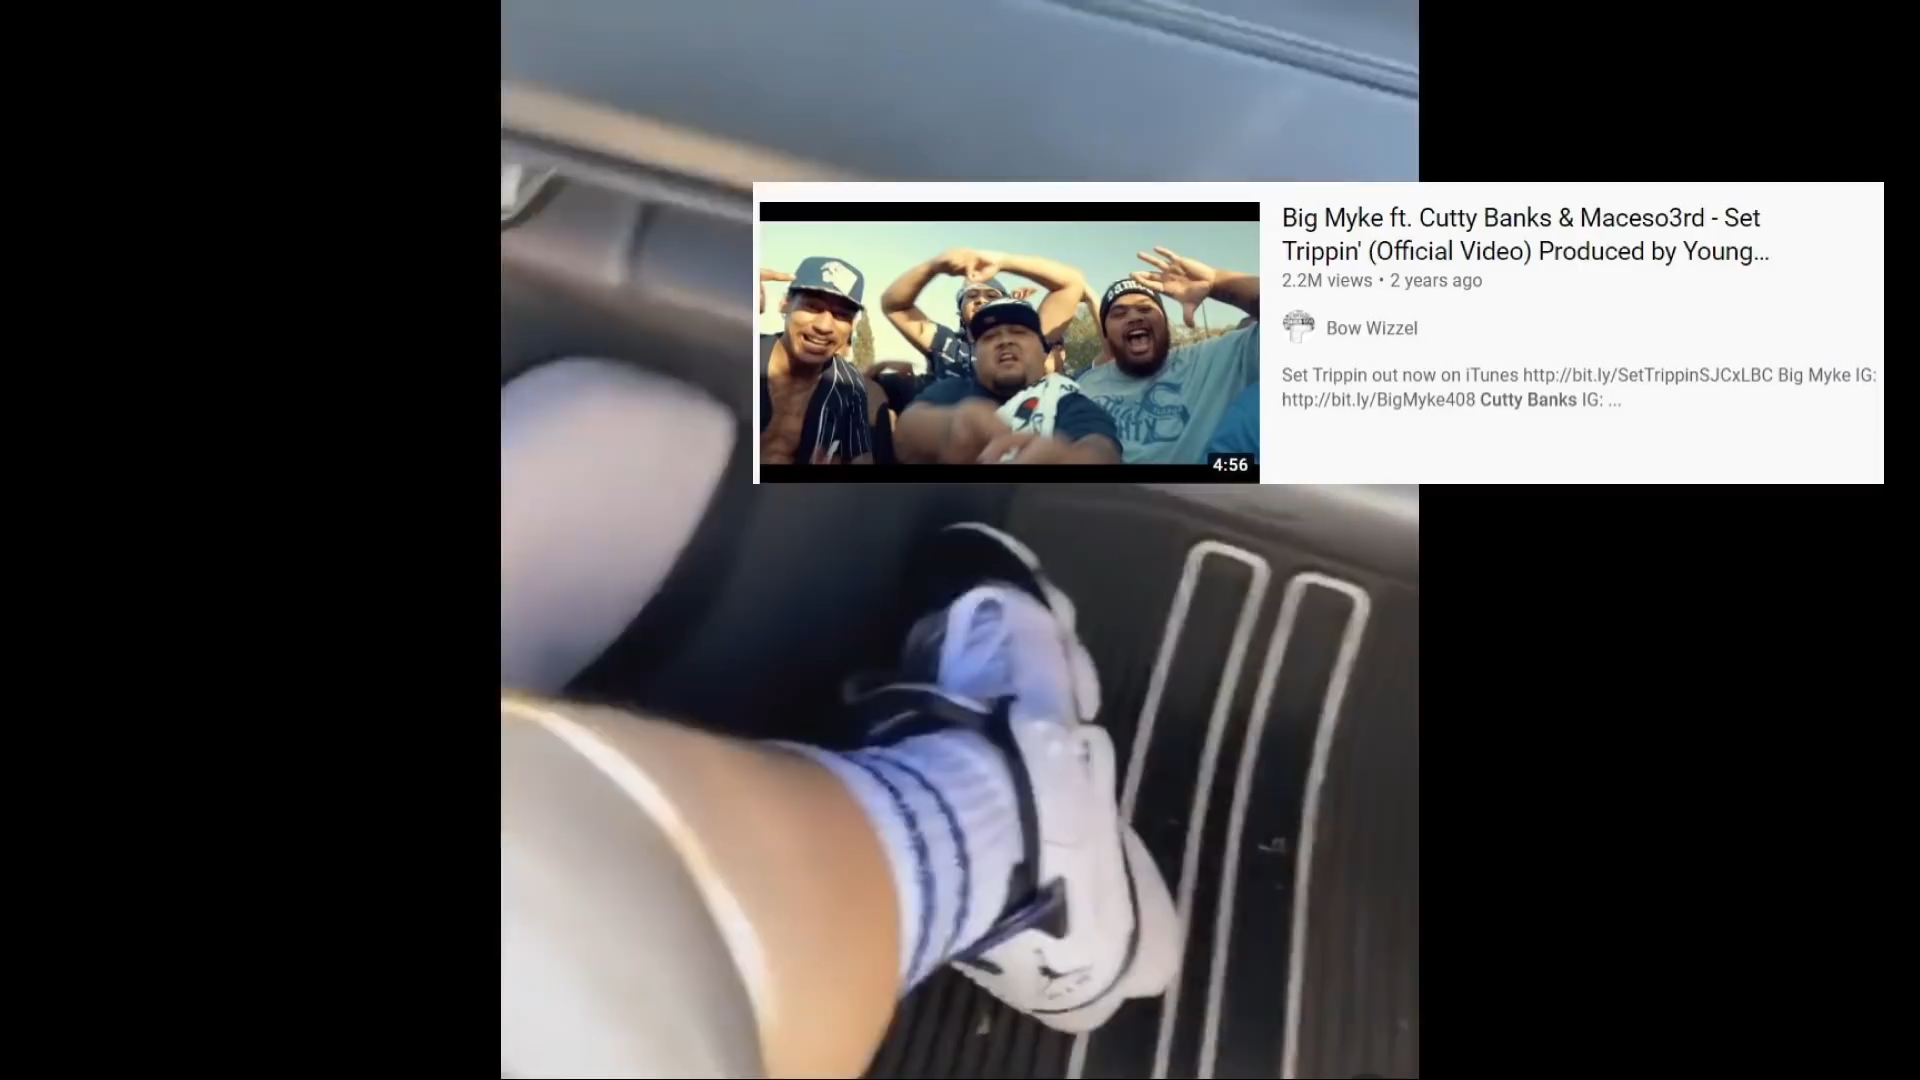 Big Myke ft. Cutty Banks & Maceso3rd - Set
Trippin' (Official Video) Produced by Young...
2.2M views • 2 years ago
Bow Wizzel
Set Trippin out now on iTunes http://bit.ly/SetTrippinSJCxLBC Big Myke IG:
http://bit.ly/BigMyke408 Cutty Banks IG: ...
4:56